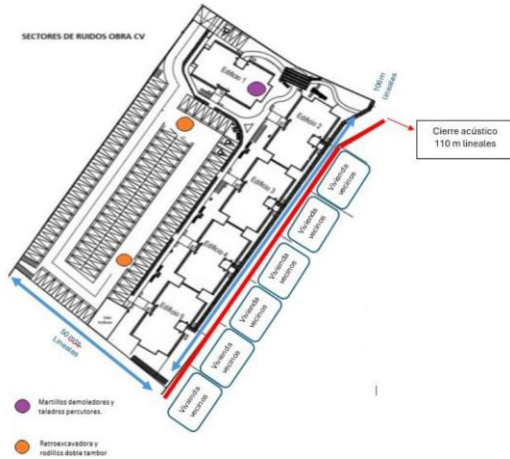 SECTORES DE RUIDOS OBRA CV
Edificio 1
Edificio 2
Edificio 3
Edificio 4
Edificio 5
106m
lineales
Cierre acústico
110 m lineales
Vivienda
vecinos
Vivienda
vecinos
Vivienda
vecinos
Vivienda
vecinos
Vivienda
vecinos
Vivienda
vecinos
Lineales
Martillos demoledores y
taladros percutores.
Retroexcavadora y
rodillos doble tambor